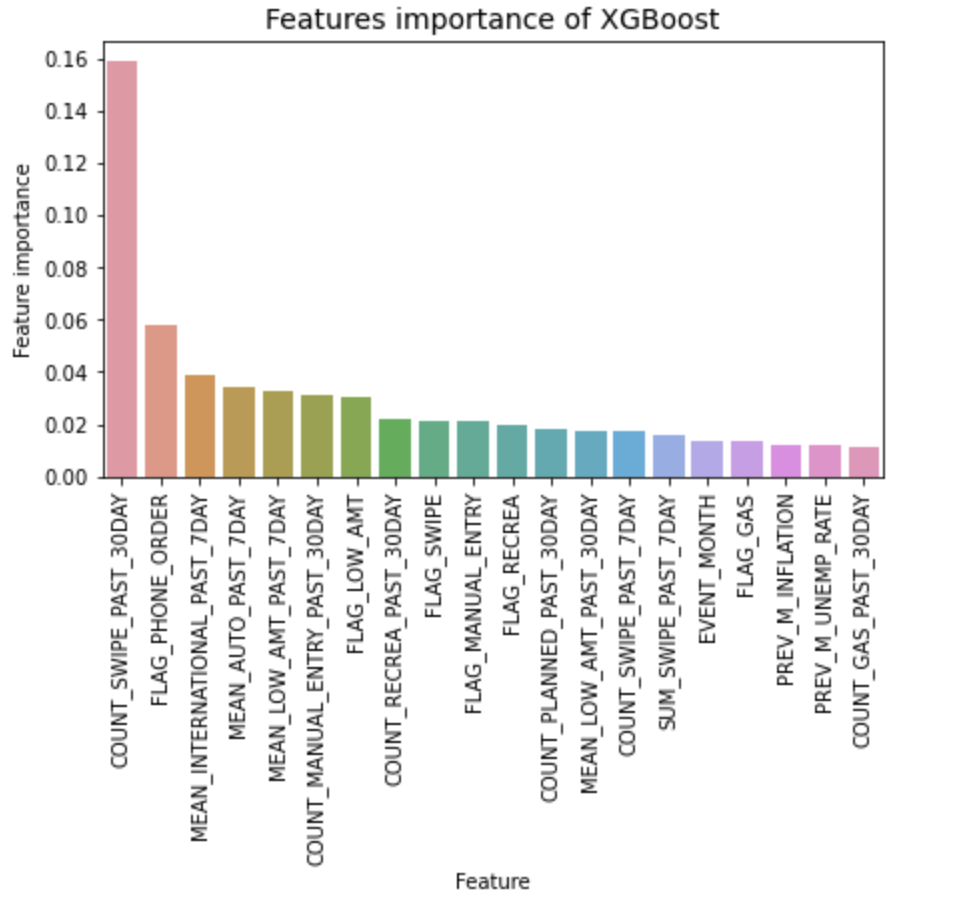 Features importance of XGBoost
Feature importance
0.16
0.14
0.12
0.10
0.08
0.06
0.04
0.02
0.00
COUNT_SWIPE_PAST_30DAY
FLAG_PHONE_ORDER
MEAN_INTERNATIONAL_PAST_7DAY
MEAN_AUTO_PAST_7DAY
MEAN_LOW_AMT_PAST_7DAY
COUNT_MANUAL_ENTRY_PAST_30DAY
FLAG_LOW_AMT
COUNT_RECREA_PAST_30DAY
FLAG_SWIPE
FLAG_MANUAL_ENTRY
FLAG_RECREA
COUNT_PLANNED_PAST_30DAY
MEAN_LOW_AMT_PAST_30DAY
COUNT_SWIPE_PAST_7DAY
SUM_SWIPE_PAST_7DAY
EVENT_MONTH
FLAG_GAS
PREV_M_INFLATION
PREV_M_UNEMP_RATE
COUNT_GAS_PAST_30DAY
Feature